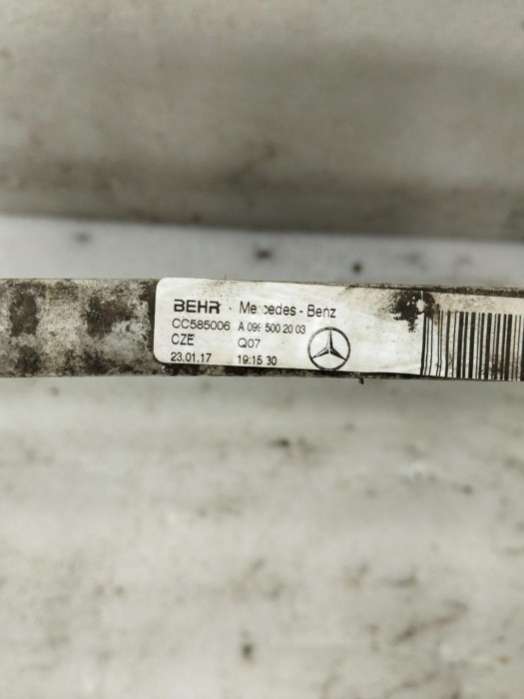 BEHR · Mercedes-Benz
CC585006 A 099 500 20 03
CZE Q07
23.01.17 19:15:30